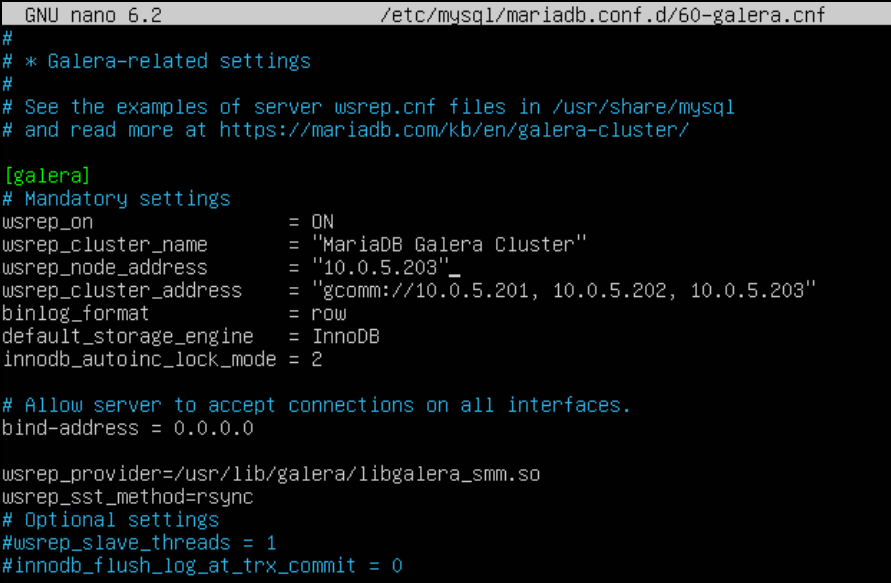 GNU nano 6.2 /etc/mysql/mariadb.conf.d/60-galera.cnf
#
# * Galera-related settings
#
# See the examples of server wsrep.cnf files in /usr/share/mysql
# and read more at https://mariadb.com/kb/en/galera-cluster/
[galera]
# Mandatory settings
wsrep_on = ON
wsrep_cluster_name = "MariaDB Galera Cluster"
wsrep_node_address = "10.0.5.203"_
wsrep_cluster_address = "gcomm://10.0.5.201, 10.0.5.202, 10.0.5.203"
binlog_format = row
default_storage_engine = InnoDB
innodb_autoinc_lock_mode = 2
# Allow server to accept connections on all interfaces.
bind-address = 0.0.0.0
wsrep_provider=/usr/lib/galera/libgalera_smm.so
wsrep_sst_method=rsync
# Optional settings
#wsrep_slave_threads = 1
#innodb_flush_log_at_trx_commit = 0